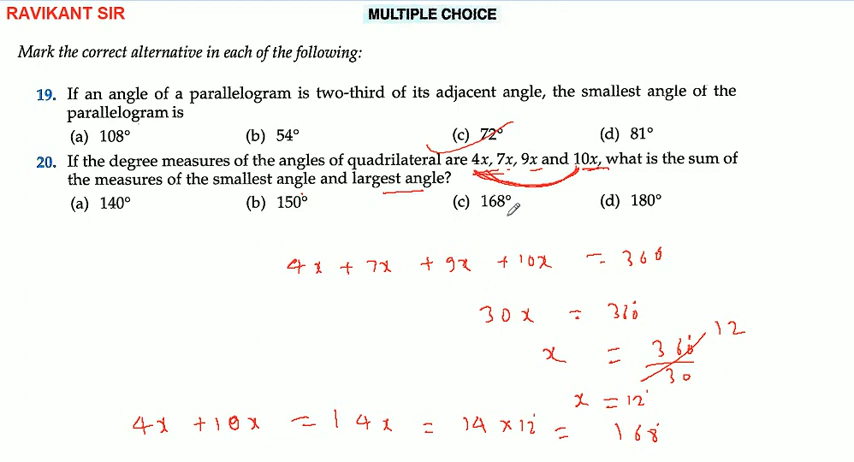 RAVIKANT SIR
MULTIPLE CHOICE
Mark the correct alternative in each of the following:
19. If an angle of a parallelogram is two-third of its adjacent angle, the smallest angle of the
parallelogram is
(a) 108° (b) 54° (c) 72° (d) 81°
20. If the degree measures of the angles of quadrilateral are 4x, 7x, 9x and 10x, what is the sum of
the measures of the smallest angle and largest angle?
(a) 140° (b) 150° (c) 168° (d) 180°
4x + 7x + 9x + 10x = 360
30x = 360
x = 360/30 12
x = 12
4x + 10x = 14x = 14 × 12 = 168